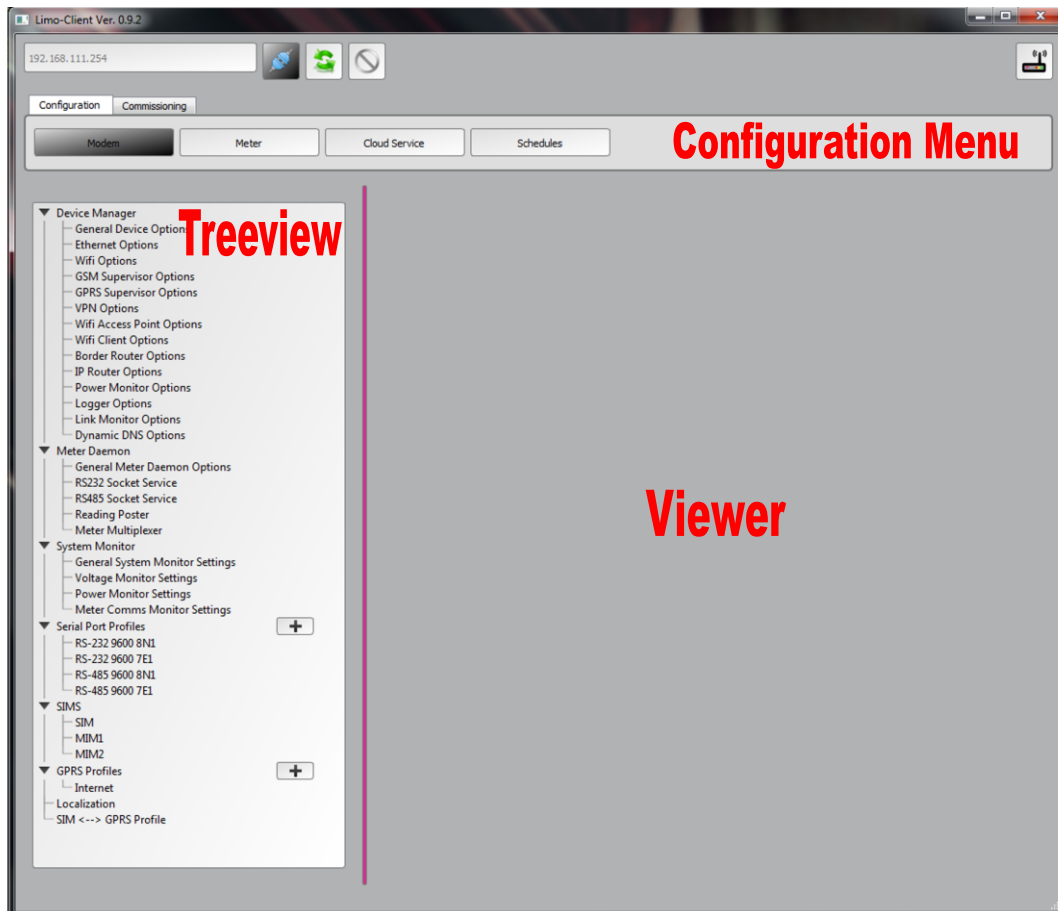 Limo-Client Ver. 0.9.2
192.168.111.254
Configuration Commissioning
Modem Meter Cloud Service Schedules Configuration Menu
Treeview
Device Manager
General Device Options
Ethernet Options
Wifi Options
GSM Supervisor Options
GPRS Supervisor Options
VPN Options
Wifi Access Point Options
Wifi Client Options
Border Router Options
IP Router Options
Power Monitor Options
Logger Options
Link Monitor Options
Dynamic DNS Options
Meter Daemon
General Meter Daemon Options
RS232 Socket Service
RS485 Socket Service
Reading Poster
Meter Multiplexer
System Monitor
General System Monitor Settings
Voltage Monitor Settings
Power Monitor Settings
Meter Comms Monitor Settings
Serial Port Profiles
RS-232 9600 8N1
RS-232 9600 7E1
RS-485 9600 8N1
RS-485 9600 7E1
SIMS
SIM
MIM1
MIM2
GPRS Profiles
Internet
Localization
SIM <--> GPRS Profile
Viewer